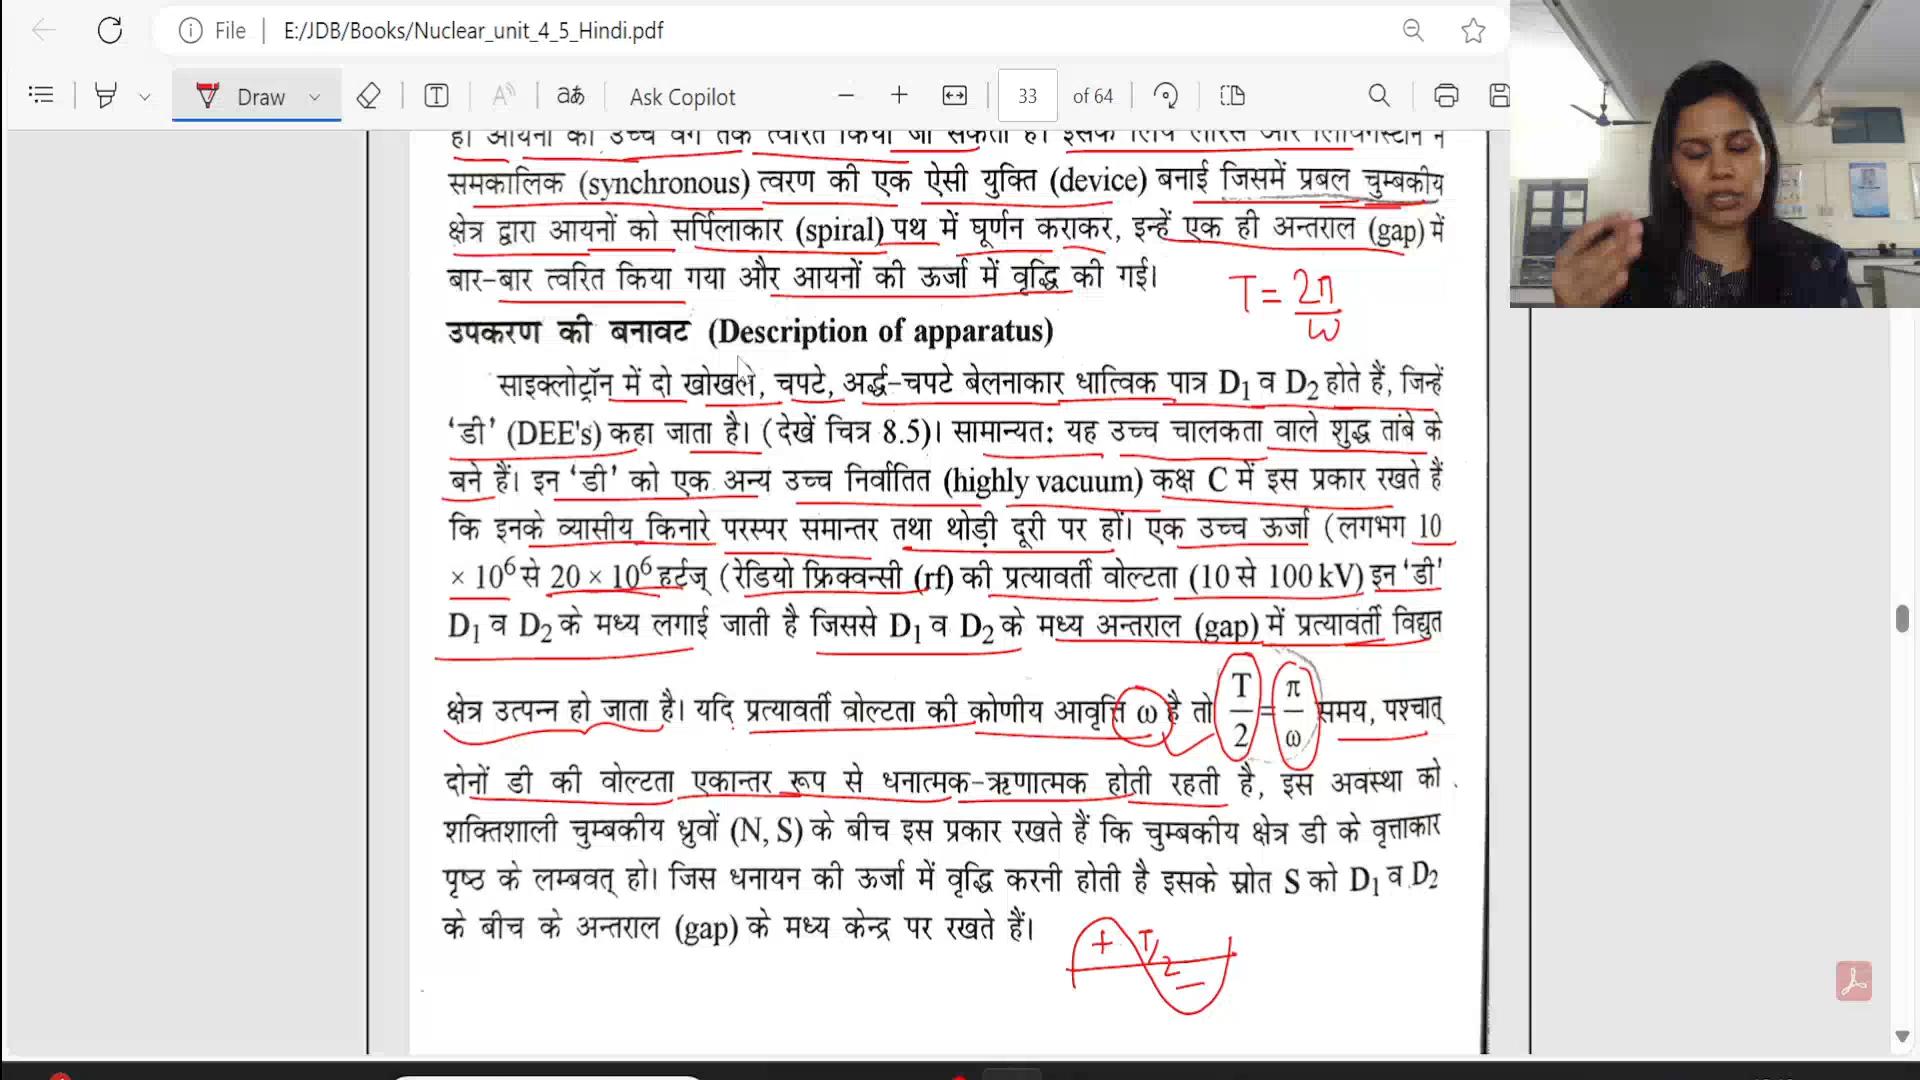 File
E:/JDB/Books/Nuclear_unit_4_5_Hindi.pdf
Draw
aあ
Ask Copilot
33 of 64
समकालिक (synchronous) त्वरण की एक ऐसी युक्ति (device) बनाई जिसमें प्रबल चुम्बकीय
क्षेत्र द्वारा आयनों को सर्पिलाकार (spiral) पथ में घूर्णन कराकर, इन्हें एक ही अन्तराल (gap) में
बार-बार त्वरित किया गया और आयनों की ऊर्जा में वृद्धि की गई।
T = 2π/ω
उपकरण की बनावट (Description of apparatus)
साइक्लोट्रॉन में दो खोखले, चपटे, अर्द्ध-चपटे बेलनाकार धात्विक पात्र D₁ व D₂ होते हैं, जिन्हें
‘डी’ (DEE's) कहा जाता है। (देखें चित्र 8.5)। सामान्यत: यह उच्च चालकता वाले शुद्ध तांबे के
बने हैं। इन ‘डी’ को एक अन्य उच्च निर्वातित (highly vacuum) कक्ष C में इस प्रकार रखते हैं
कि इनके व्यासीय किनारे परस्पर समान्तर तथा थोड़ी दूरी पर हों। एक उच्च ऊर्जा (लगभग 10
× 10⁶ से 20 × 10⁶ हर्टज् (रेडियो फ्रिक्वन्सी (rf) की प्रत्यावर्ती वोल्टता (10 से 100 kV) इन ‘डी’
D₁ व D₂ के मध्य लगाई जाती है जिससे D₁ व D₂ के मध्य अन्तराल (gap) में प्रत्यावर्ती विद्युत
क्षेत्र उत्पन्न हो जाता है। यदि प्रत्यावर्ती वोल्टता की कोणीय आवृत्ति ω है तो T/2 = π/ω समय, पश्चात्
दोनों डी की वोल्टता एकान्तर रूप से धनात्मक-ऋणात्मक होती रहती है, इस अवस्था को
शक्तिशाली चुम्बकीय ध्रुवों (N, S) के बीच इस प्रकार रखते हैं कि चुम्बकीय क्षेत्र डी के वृत्ताकार
पृष्ठ के लम्बवत् हो। जिस धनायन की ऊर्जा में वृद्धि करनी होती है इसके स्रोत S को D₁ व D₂
के बीच के अन्तराल (gap) के मध्य केन्द्र पर रखते हैं।
+ T/2 −